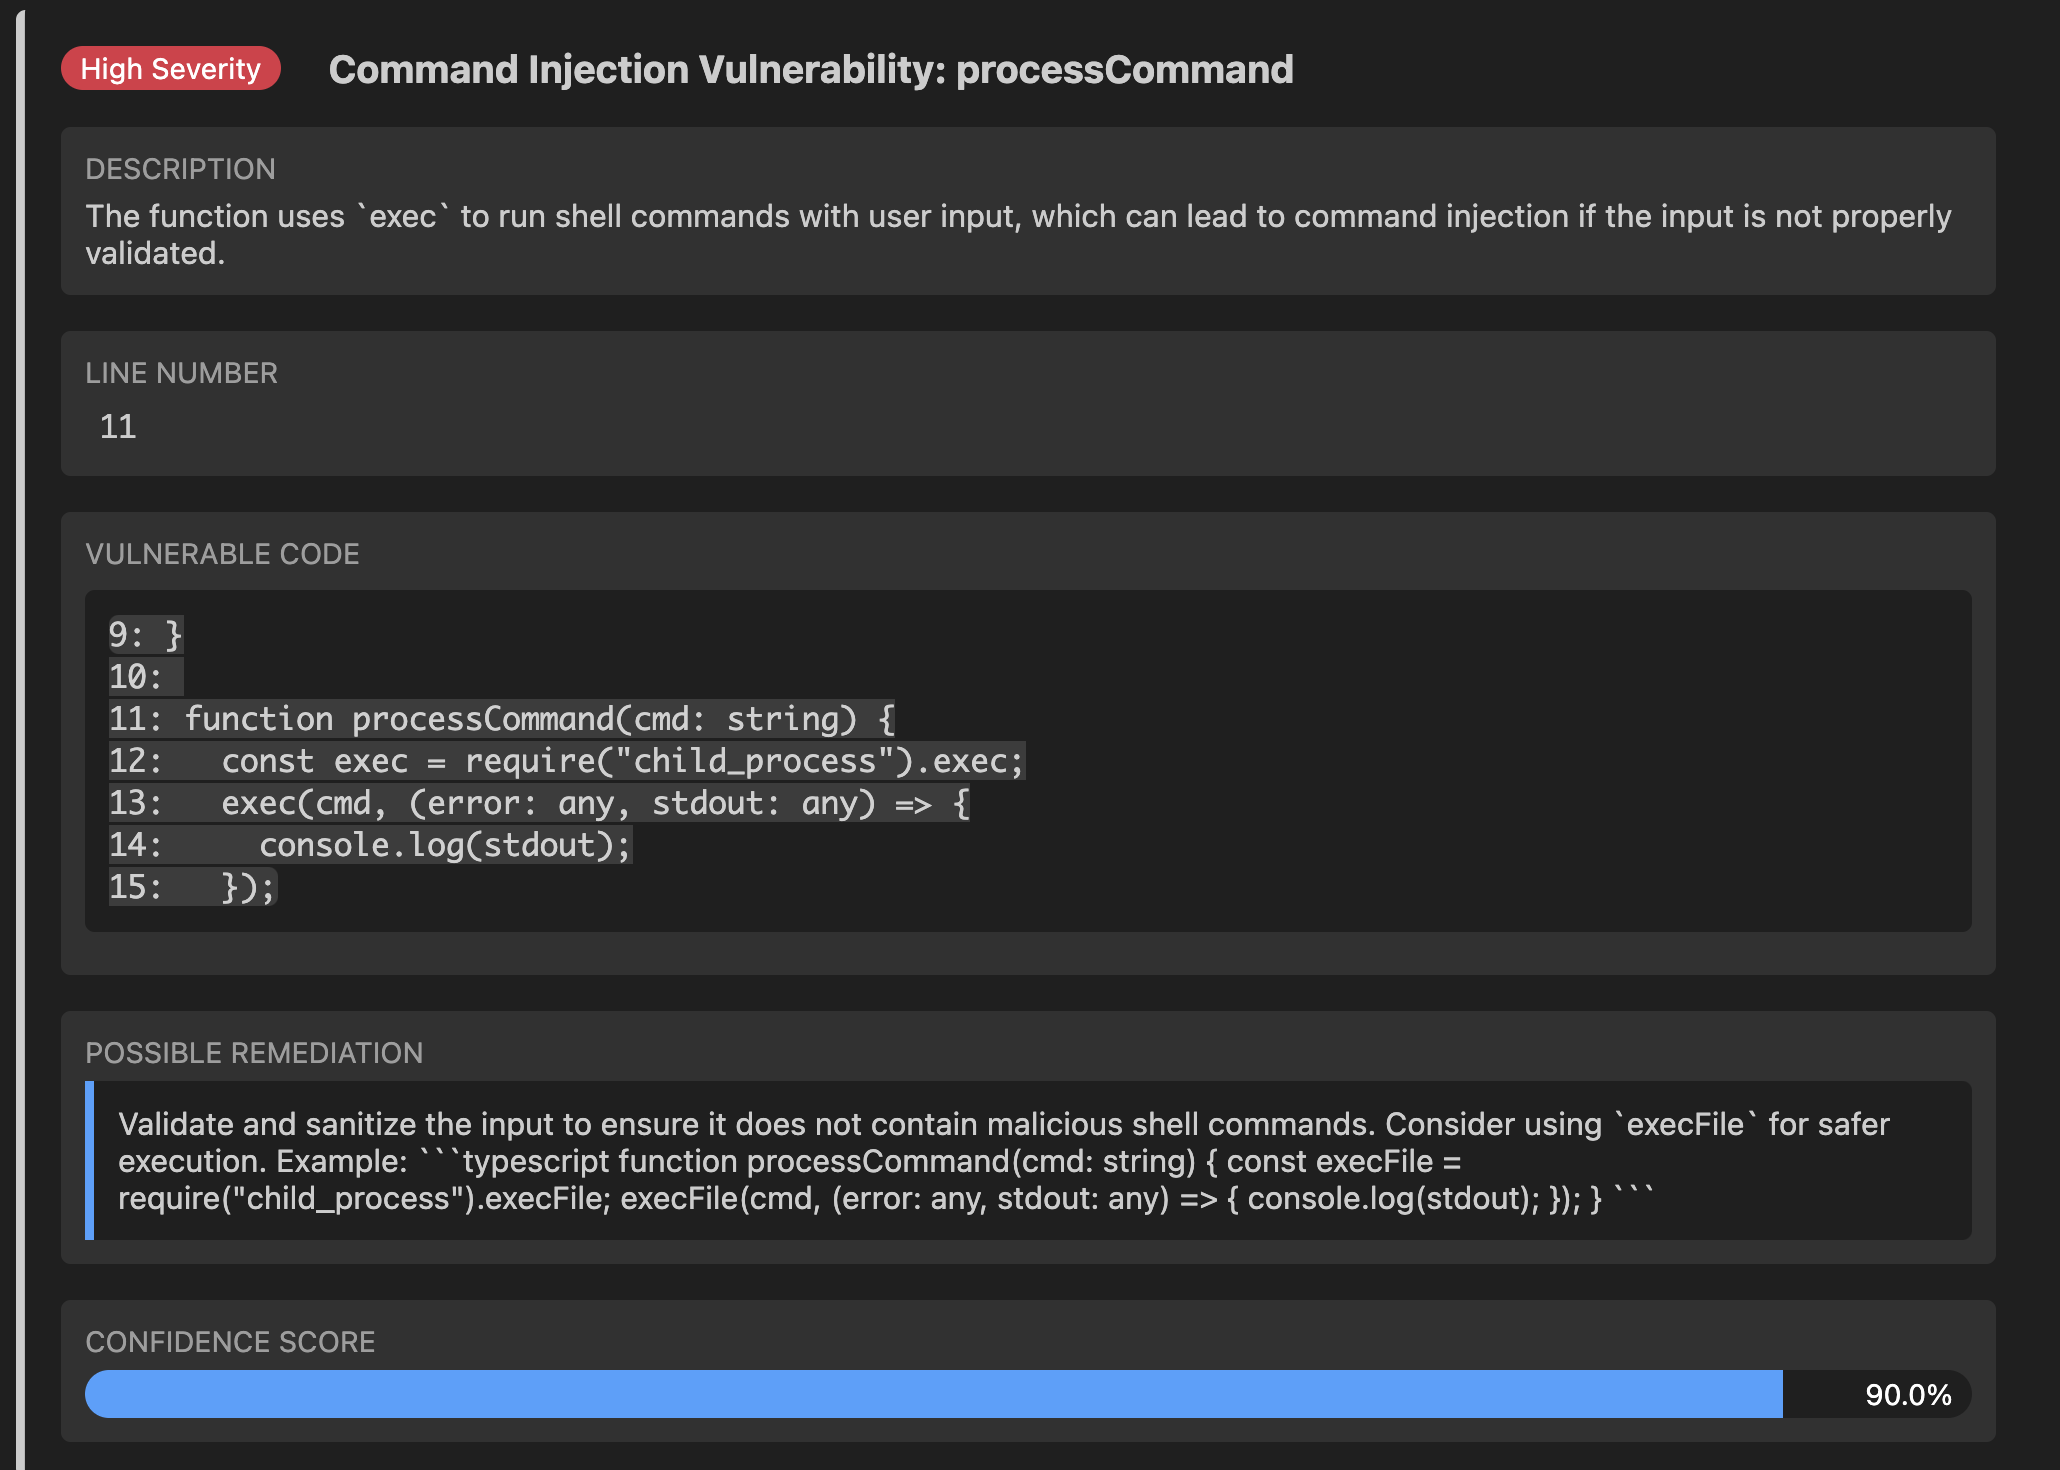 High Severity Command Injection Vulnerability: processCommand
DESCRIPTION
The function uses `exec` to run shell commands with user input, which can lead to command injection if the input is not properly
validated.
LINE NUMBER
11
VULNERABLE CODE
9: }
10:
11: function processCommand(cmd: string) {
12:   const exec = require("child_process").exec;
13:   exec(cmd, (error: any, stdout: any) => {
14:     console.log(stdout);
15:   });
POSSIBLE REMEDIATION
Validate and sanitize the input to ensure it does not contain malicious shell commands. Consider using `execFile` for safer
execution. Example: ```typescript function processCommand(cmd: string) { const execFile =
require("child_process").execFile; execFile(cmd, (error: any, stdout: any) => { console.log(stdout); }); } ```
CONFIDENCE SCORE
90.0%